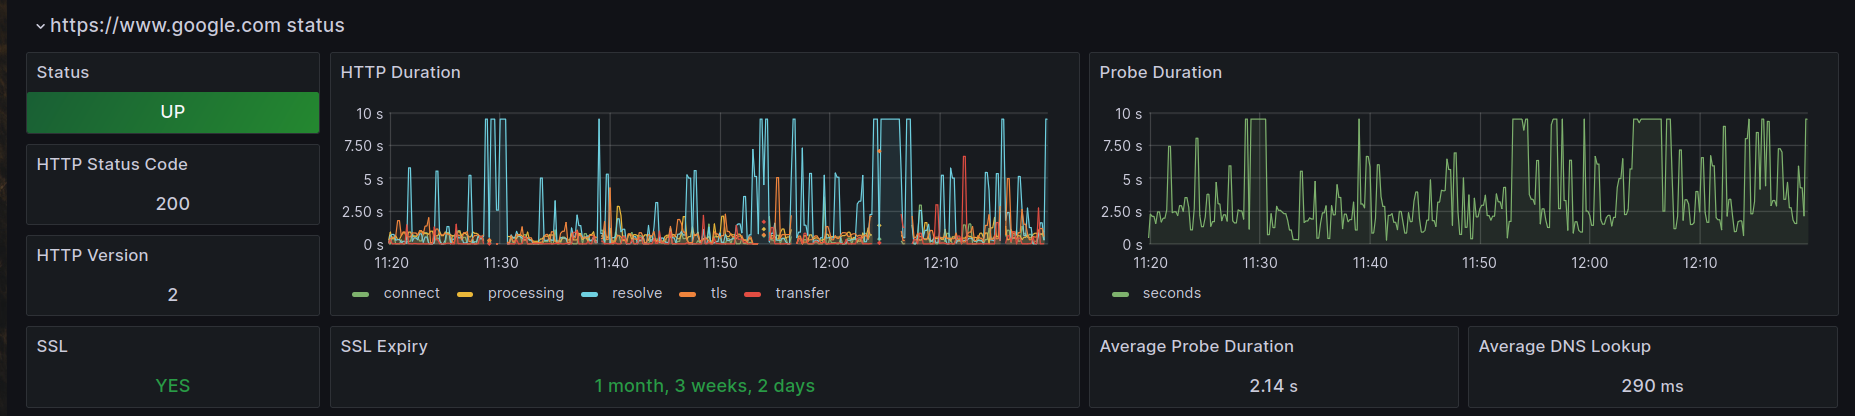 https://www.google.com status
Status
UP
HTTP Status Code
200
HTTP Version
2
HTTP Duration
10 s
7.50 s
5 s
2.50 s
0 s
11:20 11:30 11:40 11:50 12:00 12:10
connect processing resolve tls transfer
Probe Duration
10 s
7.50 s
5 s
2.50 s
0 s
11:20 11:30 11:40 11:50 12:00 12:10
seconds
SSL
YES
SSL Expiry
1 month, 3 weeks, 2 days
Average Probe Duration
2.14 s
Average DNS Lookup
290 ms